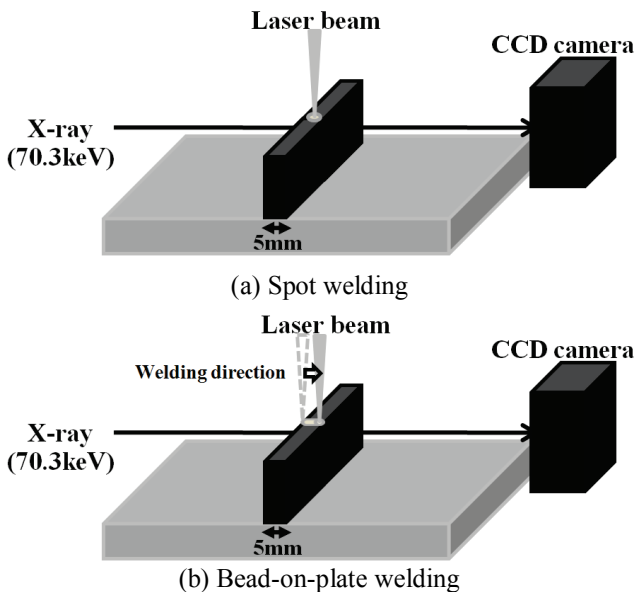 Laser beam
CCD camera
X-ray
(70.3keV)
5mm
(a) Spot welding
Laser beam
CCD camera
Welding direction
X-ray
(70.3keV)
5mm
(b) Bead-on-plate welding